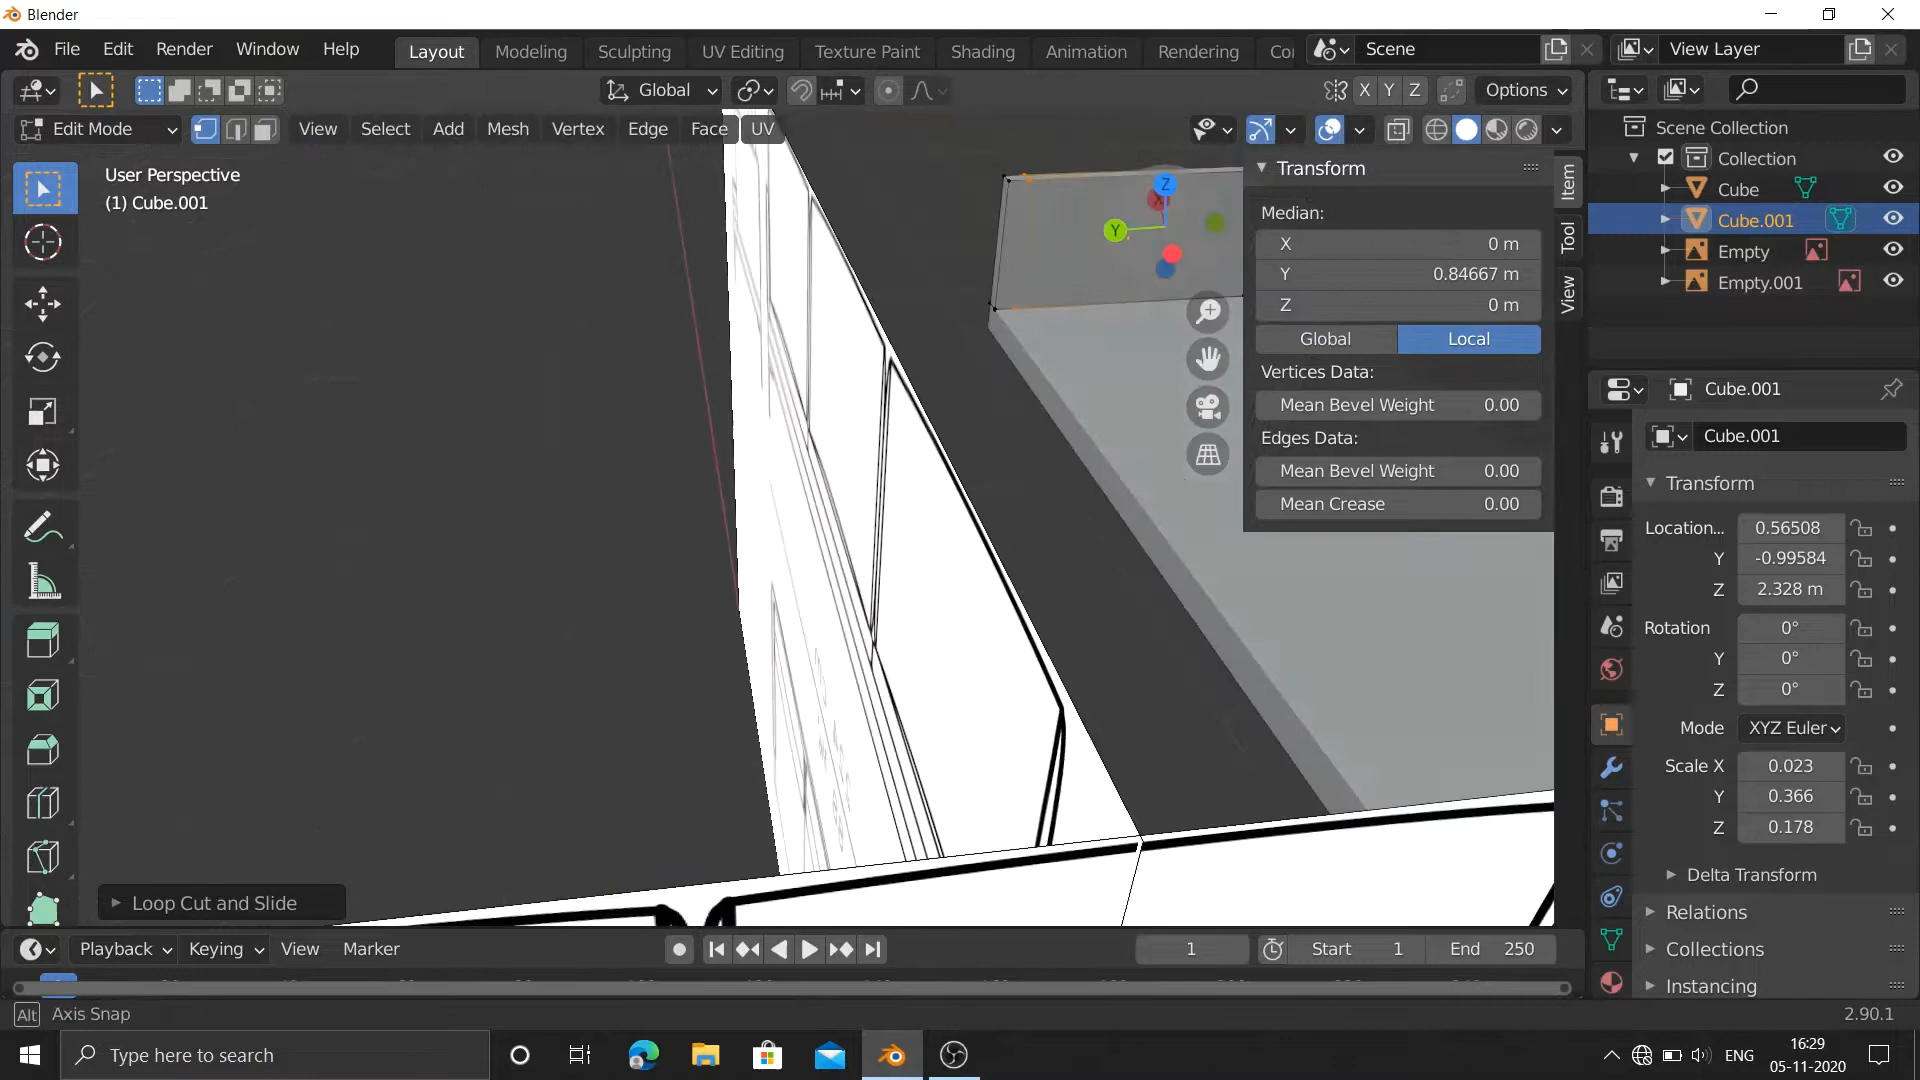 Blender
File Edit Render Window Help Layout Modeling Sculpting UV Editing Texture Paint Shading Animation Rendering Co Scene View Layer
Global X Y Z Options
Edit Mode View Select Add Mesh Vertex Edge Face UV
User Perspective
(1) Cube.001
Z
X
Y
Transform
Median:
X 0 m
Y 0.84667 m
Z 0 m
Global Local
Vertices Data:
Mean Bevel Weight 0.00
Edges Data:
Mean Bevel Weight 0.00
Mean Crease 0.00
Item
Tool
View
Scene Collection
Collection
Cube
Cube.001
Empty
Empty.001
Cube.001
Cube.001
Transform
Location... 0.56508
Y -0.99584
Z 2.328 m
Rotation 0°
Y 0°
Z 0°
Mode XYZ Euler
Scale X 0.023
Y 0.366
Z 0.178
Delta Transform
Relations
Collections
Instancing
Loop Cut and Slide
Playback Keying View Marker 1 Start 1 End 250
Alt Axis Snap 2.90.1
Type here to search ENG 16:29
05-11-2020